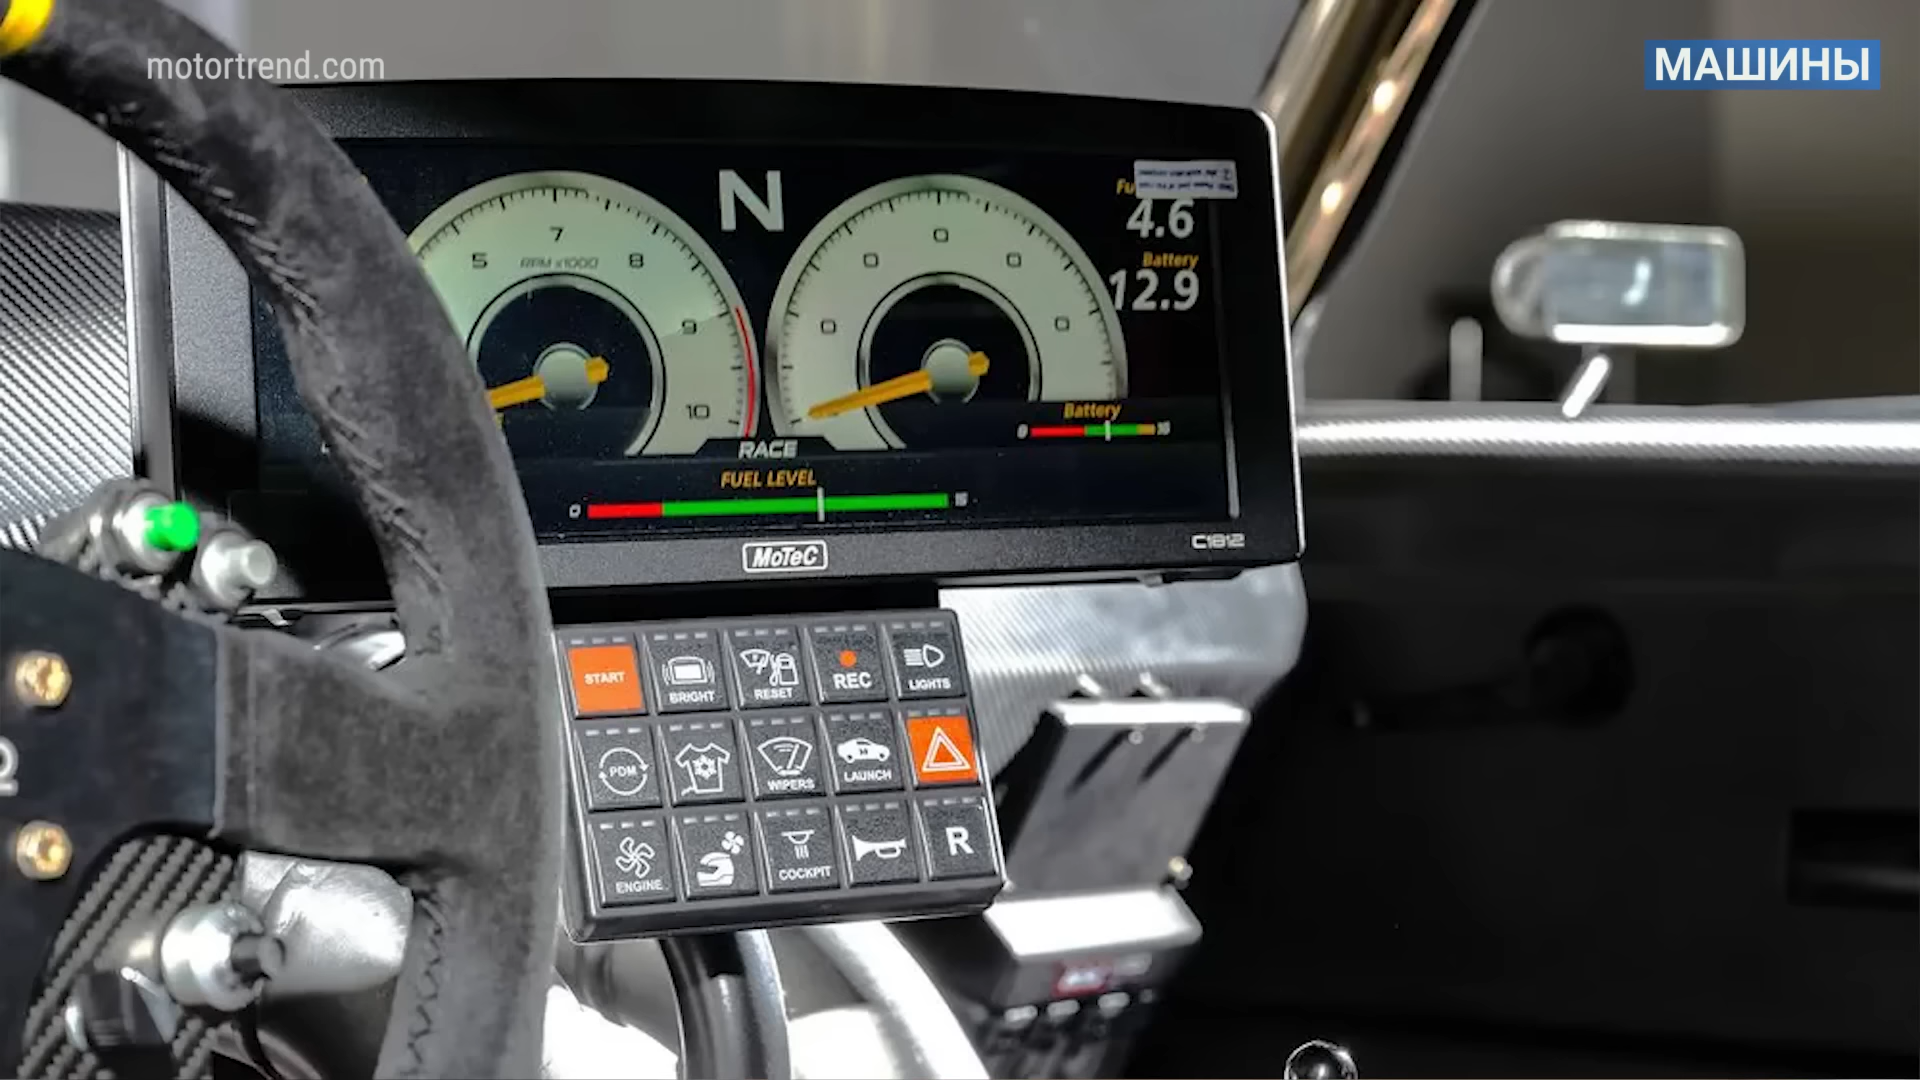 motortrend.com
МАШИНЫ
N
Fu
4.6
Battery
12.9
5
7
8
9
10
RPM x1000
0
0
0
0
0
RACE
Battery
FUEL LEVEL
0
MoTeC
C1812
START
BRIGHT
RESET
REC
LIGHTS
PDM
WIPERS
LAUNCH
ENGINE
COCKPIT
R